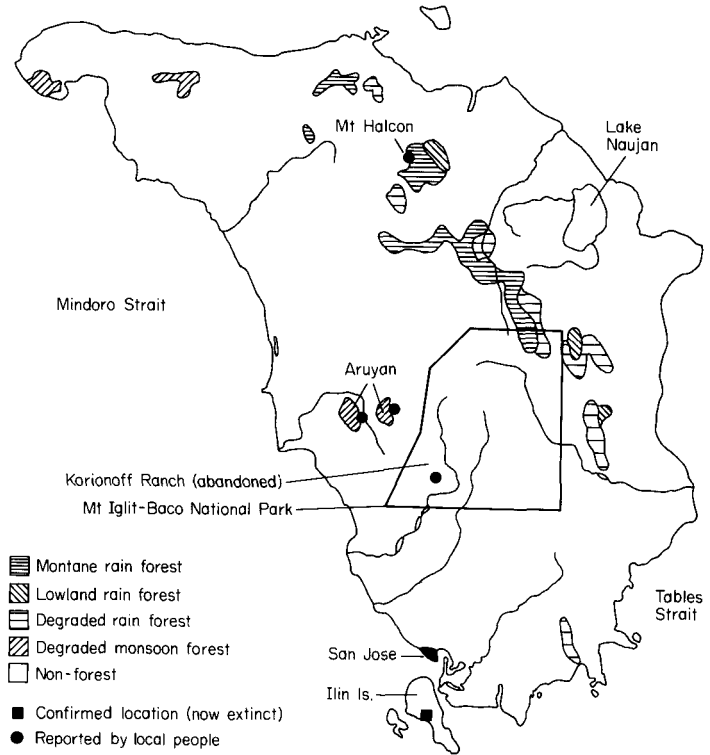 Mt Halcon
Lake
Naujan
Mindoro Strait
Aruyan
Korionoff Ranch (abandoned)
Mt Iglit-Baco National Park
Montane rain forest
Lowland rain forest
Degraded rain forest
Degraded monsoon forest
Non-forest
Confirmed location (now extinct)
Reported by local people
Tables
Strait
San Jose
Ilin Is.